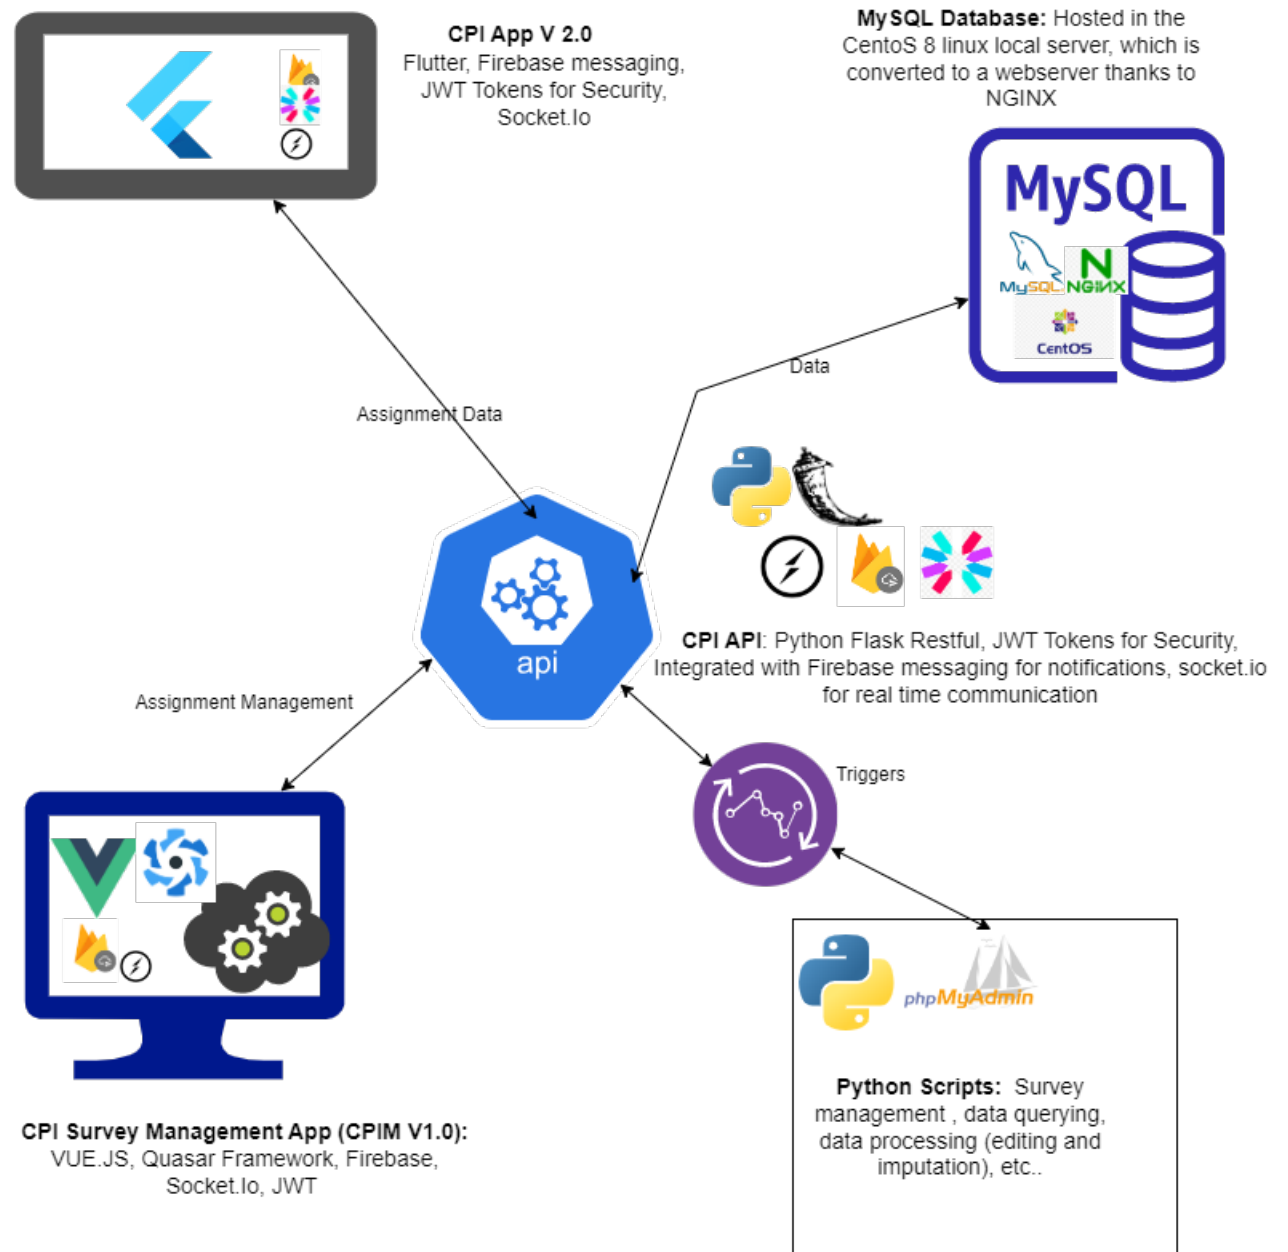 CPI App V 2.0
Flutter, Firebase messaging,
JWT Tokens for Security,
Socket.Io
MySQL Database: Hosted in the
CentoS 8 linux local server, which is
converted to a webserver thanks to
NGINX
MySQL
MySQL
NGINX
CentOS
Data
Assignment Data
api
CPI API: Python Flask Restful, JWT Tokens for Security,
Integrated with Firebase messaging for notifications, socket.io
for real time communication
Assignment Management
Triggers
phpMyAdmin
Python Scripts: Survey
management , data querying,
data processing (editing and
imputation), etc..
CPI Survey Management App (CPIM V1.0):
VUE.JS, Quasar Framework, Firebase,
Socket.Io, JWT